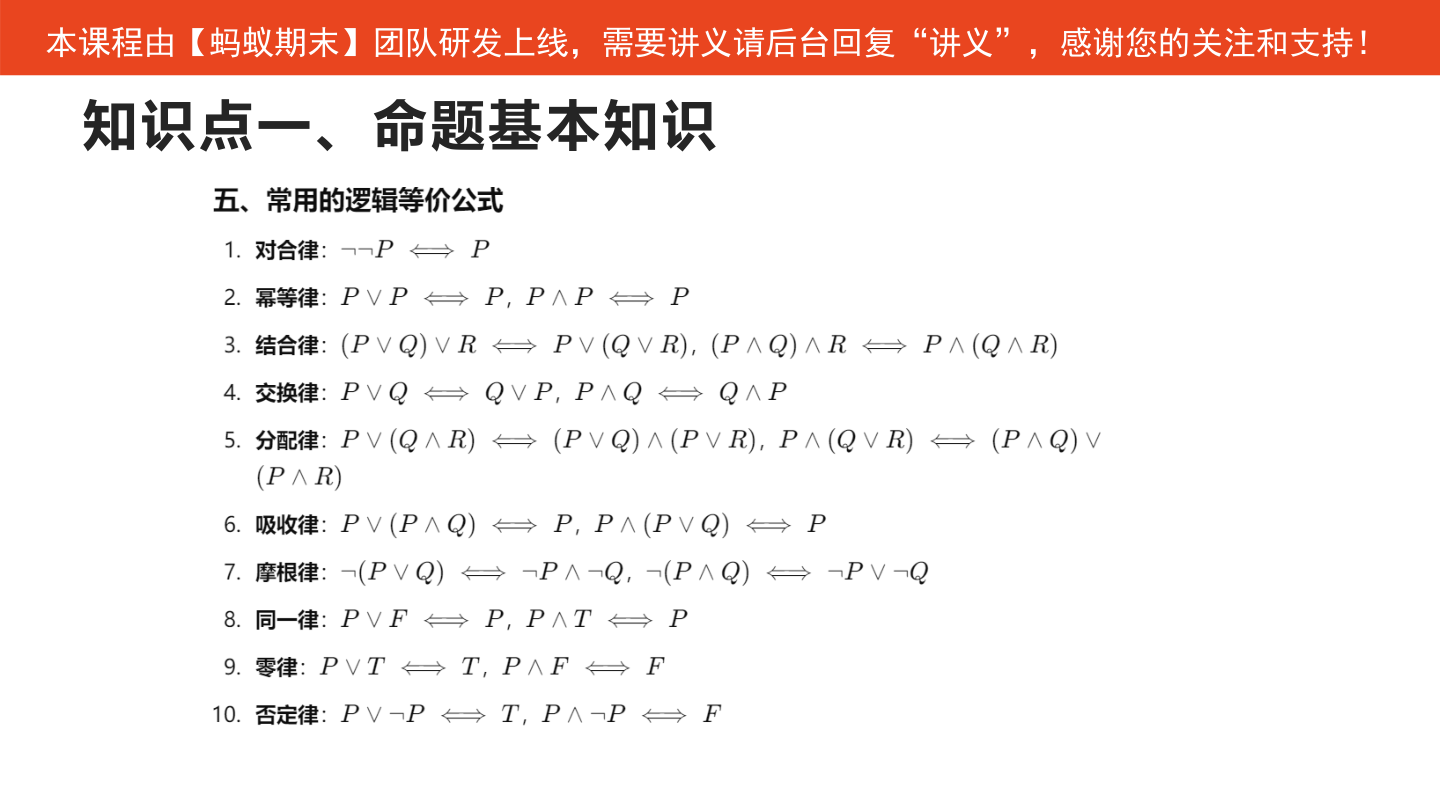 本课程由【蚂蚁期末】团队研发上线，需要讲义请后台回复“讲义”，感谢您的关注和支持！
知识点一、命题基本知识
五、常用的逻辑等价公式
1. 对合律：¬¬P ⟺ P
2. 幂等律：P ∨ P ⟺ P，P ∧ P ⟺ P
3. 结合律：(P ∨ Q) ∨ R ⟺ P ∨ (Q ∨ R)，(P ∧ Q) ∧ R ⟺ P ∧ (Q ∧ R)
4. 交换律：P ∨ Q ⟺ Q ∨ P，P ∧ Q ⟺ Q ∧ P
5. 分配律：P ∨ (Q ∧ R) ⟺ (P ∨ Q) ∧ (P ∨ R)，P ∧ (Q ∨ R) ⟺ (P ∧ Q) ∨
(P ∧ R)
6. 吸收律：P ∨ (P ∧ Q) ⟺ P，P ∧ (P ∨ Q) ⟺ P
7. 摩根律：¬(P ∨ Q) ⟺ ¬P ∧ ¬Q，¬(P ∧ Q) ⟺ ¬P ∨ ¬Q
8. 同一律：P ∨ F ⟺ P，P ∧ T ⟺ P
9. 零律：P ∨ T ⟺ T，P ∧ F ⟺ F
10. 否定律：P ∨ ¬P ⟺ T，P ∧ ¬P ⟺ F